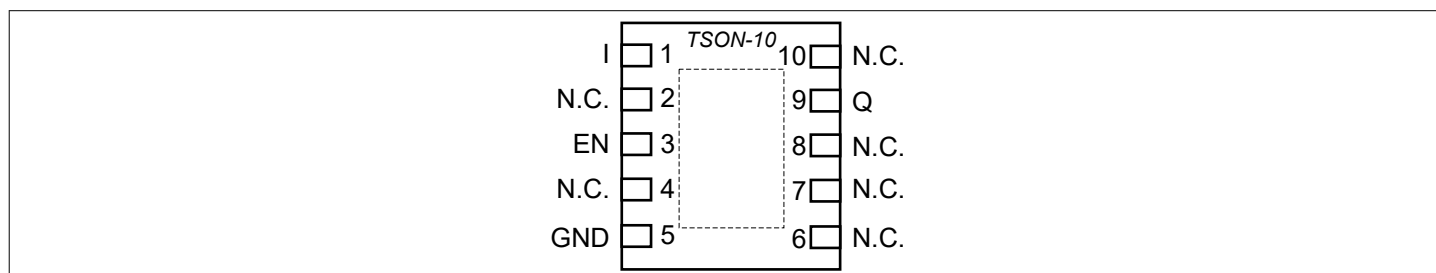 TSON-10
I 1 10 N.C.
N.C. 2 9 Q
EN 3 8 N.C.
N.C. 4 7 N.C.
GND 5 6 N.C.